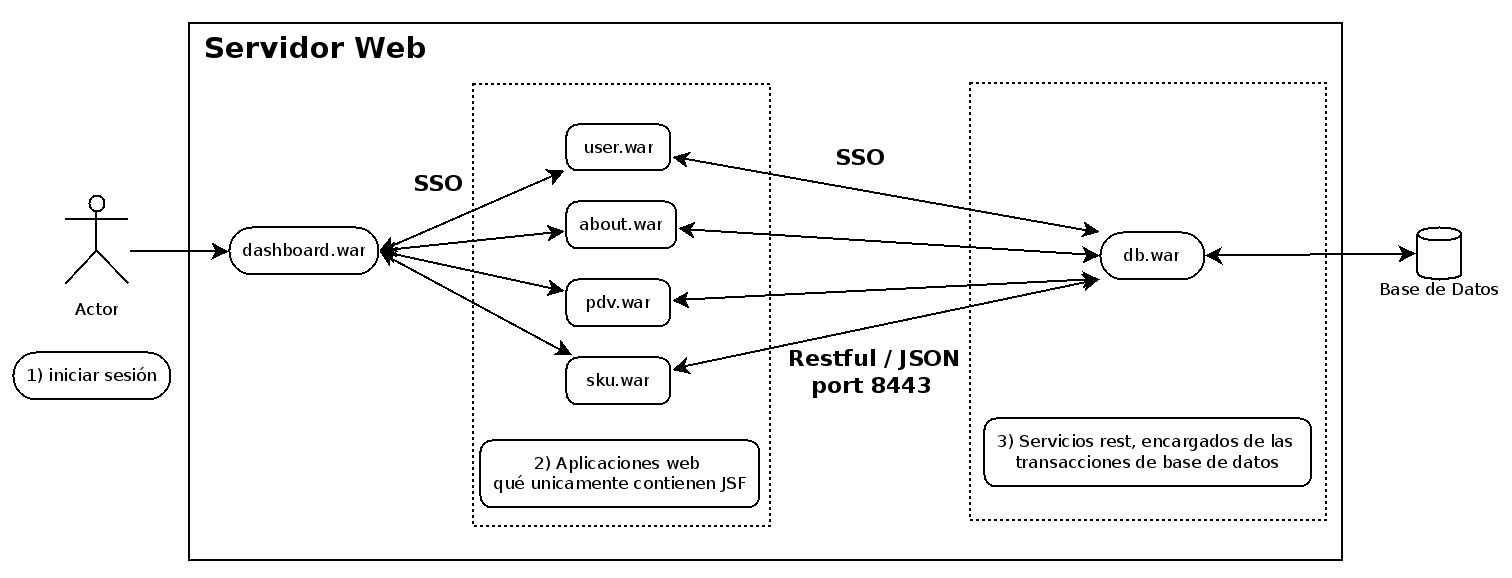 Servidor Web
user.war
SSO
SSO
about.war
dashboard.war
db.war
Base de Datos
Actor
pdv.war
1) iniciar sesión
sku.war
Restful / JSON
port 8443
2) Aplicaciones web
qué unicamente contienen JSF
3) Servicios rest, encargados de las
transacciones de base de datos